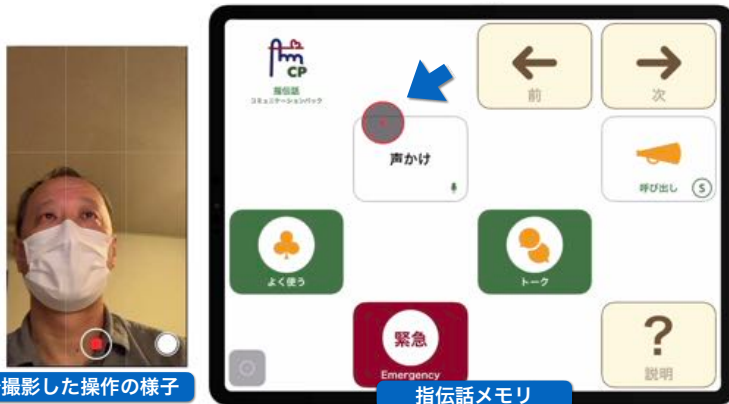 CP
指伝話
コミュニケーションパック
前
次
声かけ
呼び出し
S
よく使う
トーク
緊急
Emergency
?
説明
撮影した操作の様子
指伝話メモリ